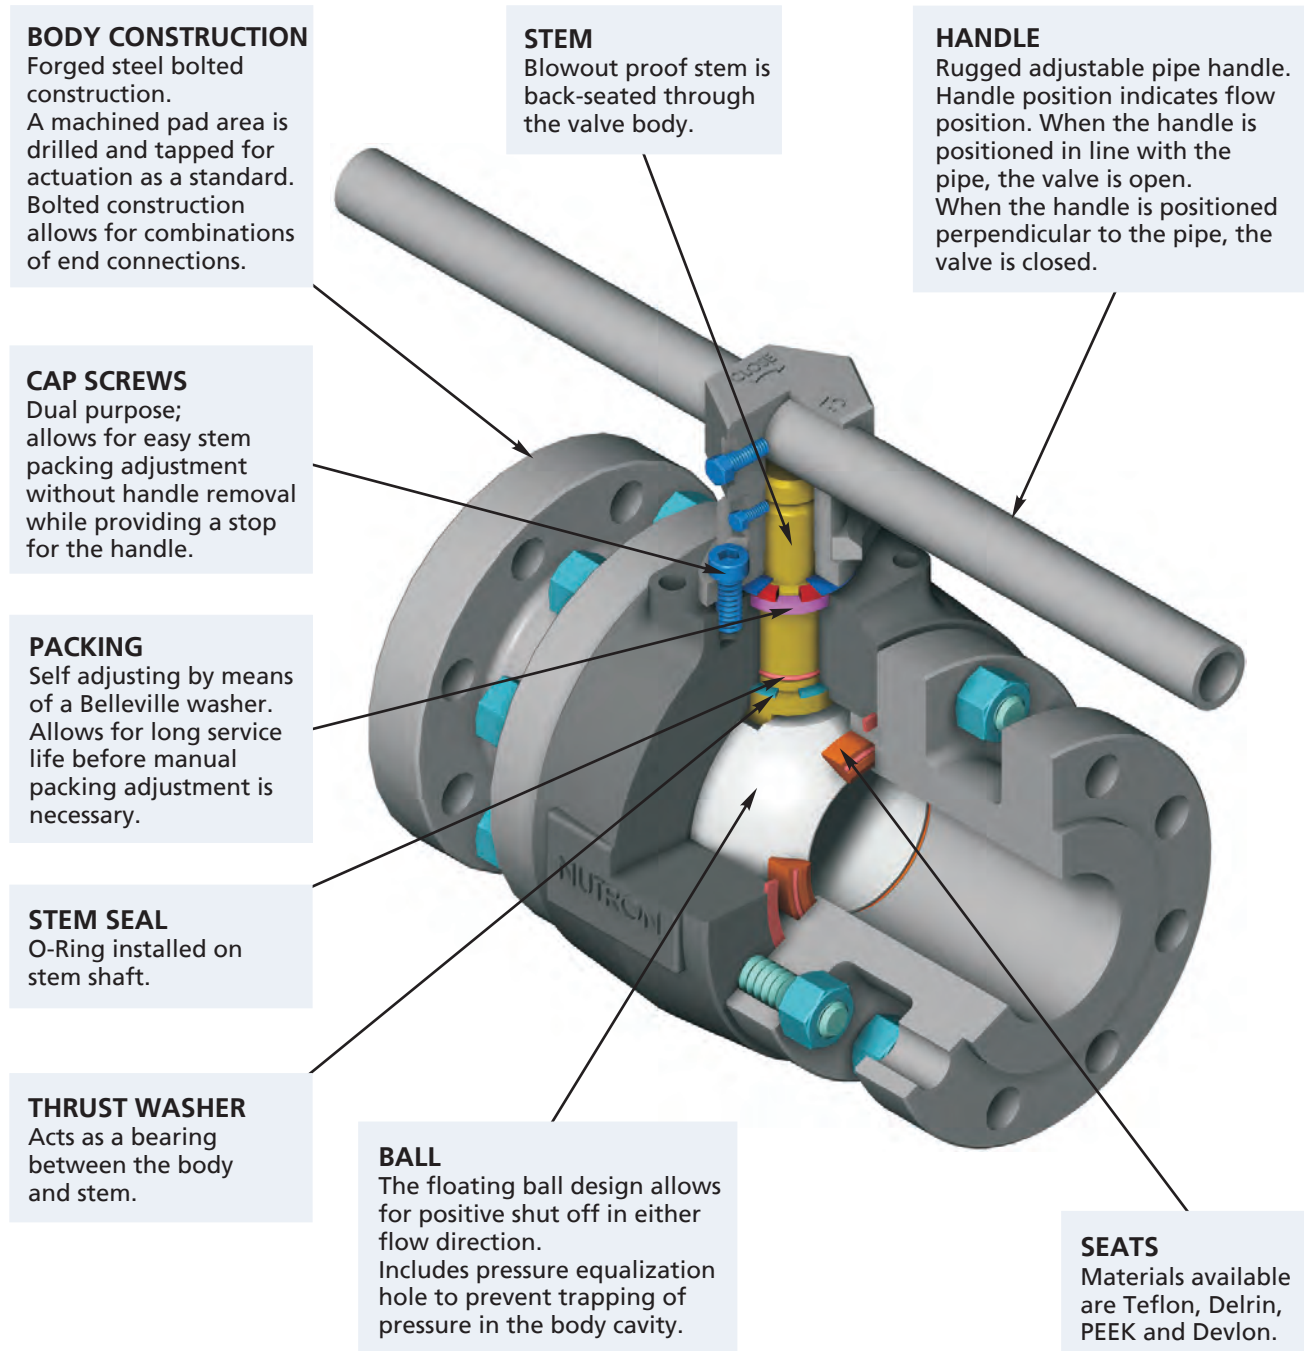 BODY CONSTRUCTION
Forged steel bolted
construction.
A machined pad area is
drilled and tapped for
actuation as a standard.
Bolted construction
allows for combinations
of end connections.
STEM
Blowout proof stem is
back-seated through
the valve body.
HANDLE
Rugged adjustable pipe handle.
Handle position indicates flow
position. When the handle is
positioned in line with the
pipe, the valve is open.
When the handle is positioned
perpendicular to the pipe, the
valve is closed.
CAP SCREWS
Dual purpose;
allows for easy stem
packing adjustment
without handle removal
while providing a stop
for the handle.
CLOSE
PACKING
Self adjusting by means
of a Belleville washer.
Allows for long service
life before manual
packing adjustment is
necessary.
NUTRON
STEM SEAL
O-Ring installed on
stem shaft.
THRUST WASHER
Acts as a bearing
between the body
and stem.
BALL
The floating ball design allows
for positive shut off in either
flow direction.
Includes pressure equalization
hole to prevent trapping of
pressure in the body cavity.
SEATS
Materials available
are Teflon, Delrin,
PEEK and Devlon.